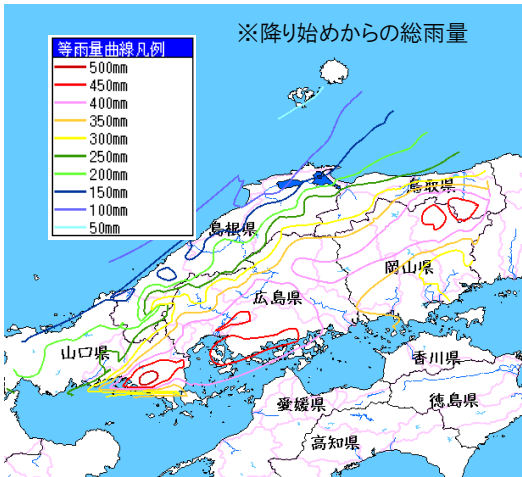 ※降り始めからの総雨量
等雨量曲線凡例
500mm
450mm
400mm
350mm
300mm
250mm
200mm
150mm
100mm
50mm
鳥取県
島根県
岡山県
広島県
山口県
香川県
愛媛県
徳島県
高知県